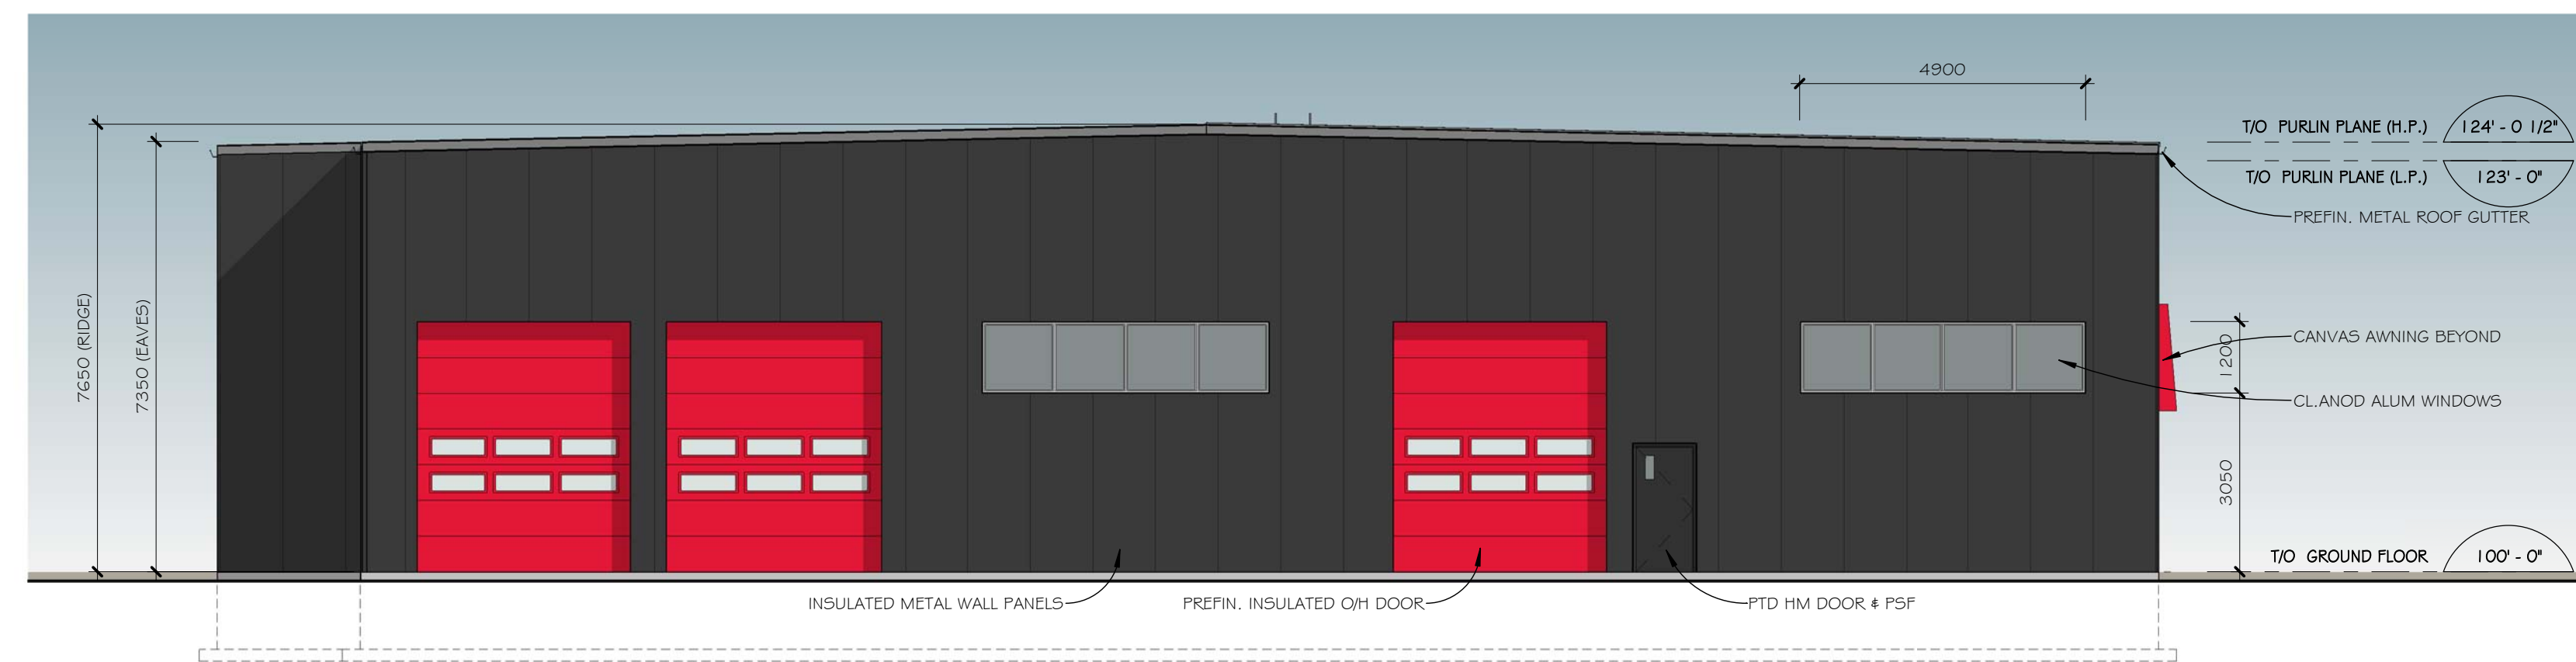 4900
T/O PURLIN PLANE (H.P.) 124' - 0 1/2"
T/O PURLIN PLANE (L.P.) 123' - 0"
PREFIN. METAL ROOF GUTTER
7650 (RIDGE)
7350 (EAVES)
CANVAS AWNING BEYOND
1200
CL.ANOD ALUM WINDOWS
3050
T/O GROUND FLOOR 100' - 0"
INSULATED METAL WALL PANELS
PREFIN. INSULATED O/H DOOR
PTD HM DOOR & PSF